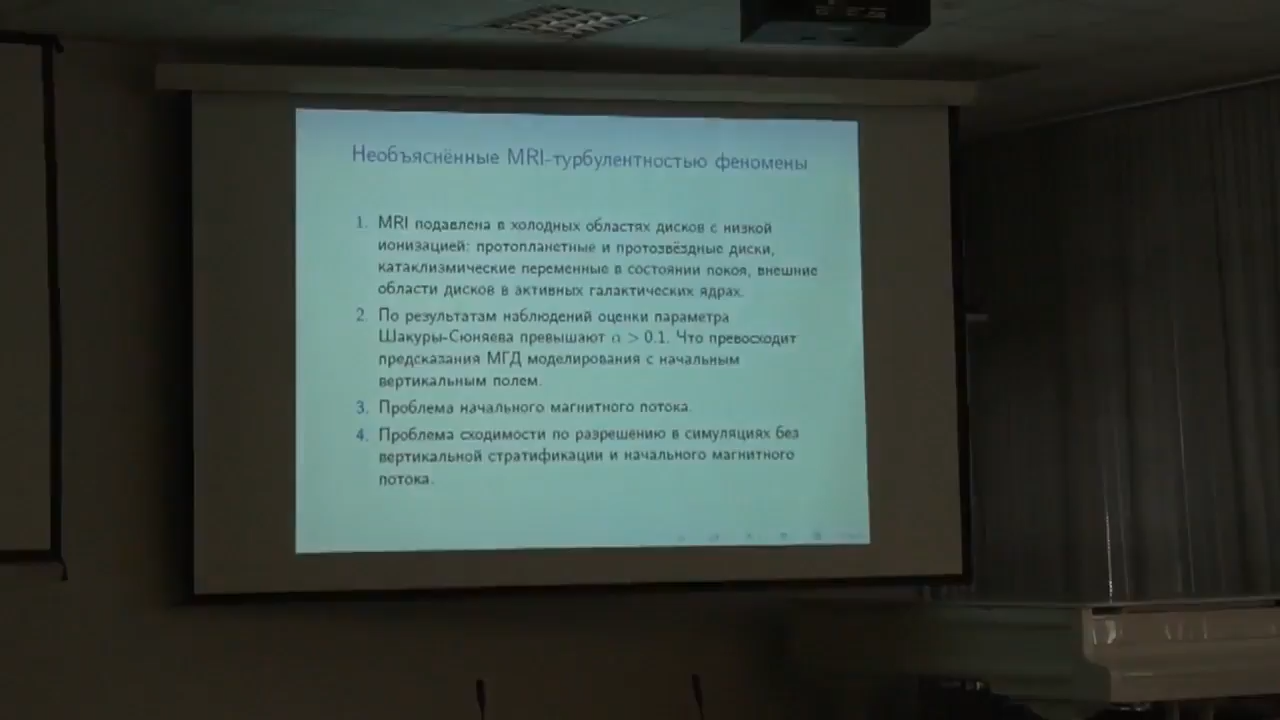 Необъяснённые MRI-турбулентностью феномены
1. MRI подавлена в холодных областях дисков с низкой
ионизацией: протопланетные и протозвёздные диски,
катаклизмические переменные в состоянии покоя, внешние
области дисков в активных галактических ядрах.
2. По результатам наблюдений оценки параметра
Шакуры-Сюняева превышают α > 0.1. Что превосходит
предсказания МГД моделирования с начальным
вертикальным полем.
3. Проблема начального магнитного потока.
4. Проблема сходимости по разрешению в симуляциях без
вертикальной стратификации и начального магнитного
потока.